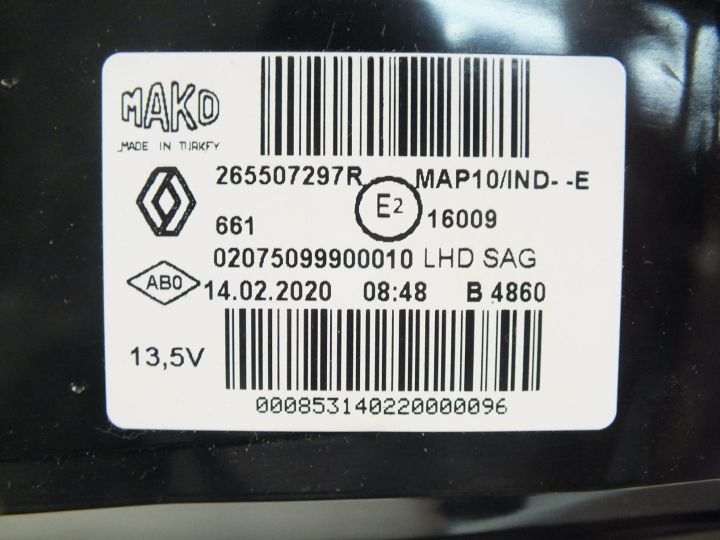 MAKO
MADE IN TURKEY
265507297R MAP10/IND- -E
661 E2 16009
02075099900010 LHD SAG
ABO 14.02.2020 08:48 B 4860
13,5V
000853140220000096